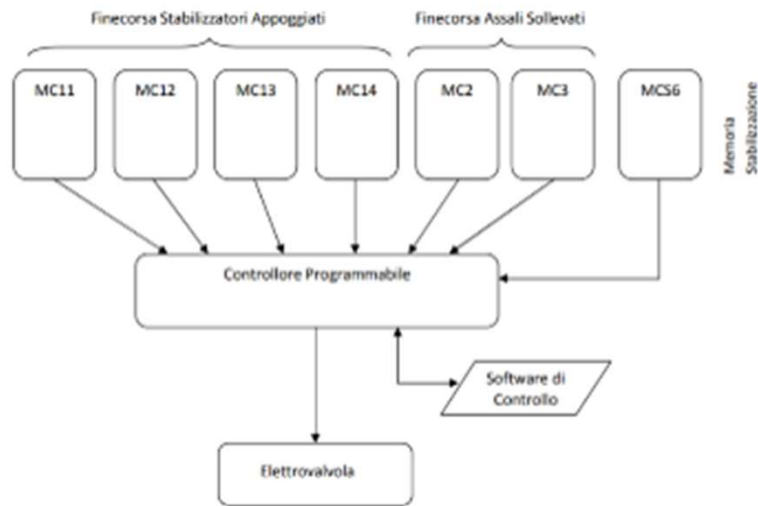 Finecorsa Stabilizzatori Appoggiati
Finecorsa Assali Sollevati
MC11
MC12
MC13
MC14
MC2
MC3
MCS6
Memoria
Stabilizzazione
Controllore Programmabile
Software di
Controllo
Elettrovalvola